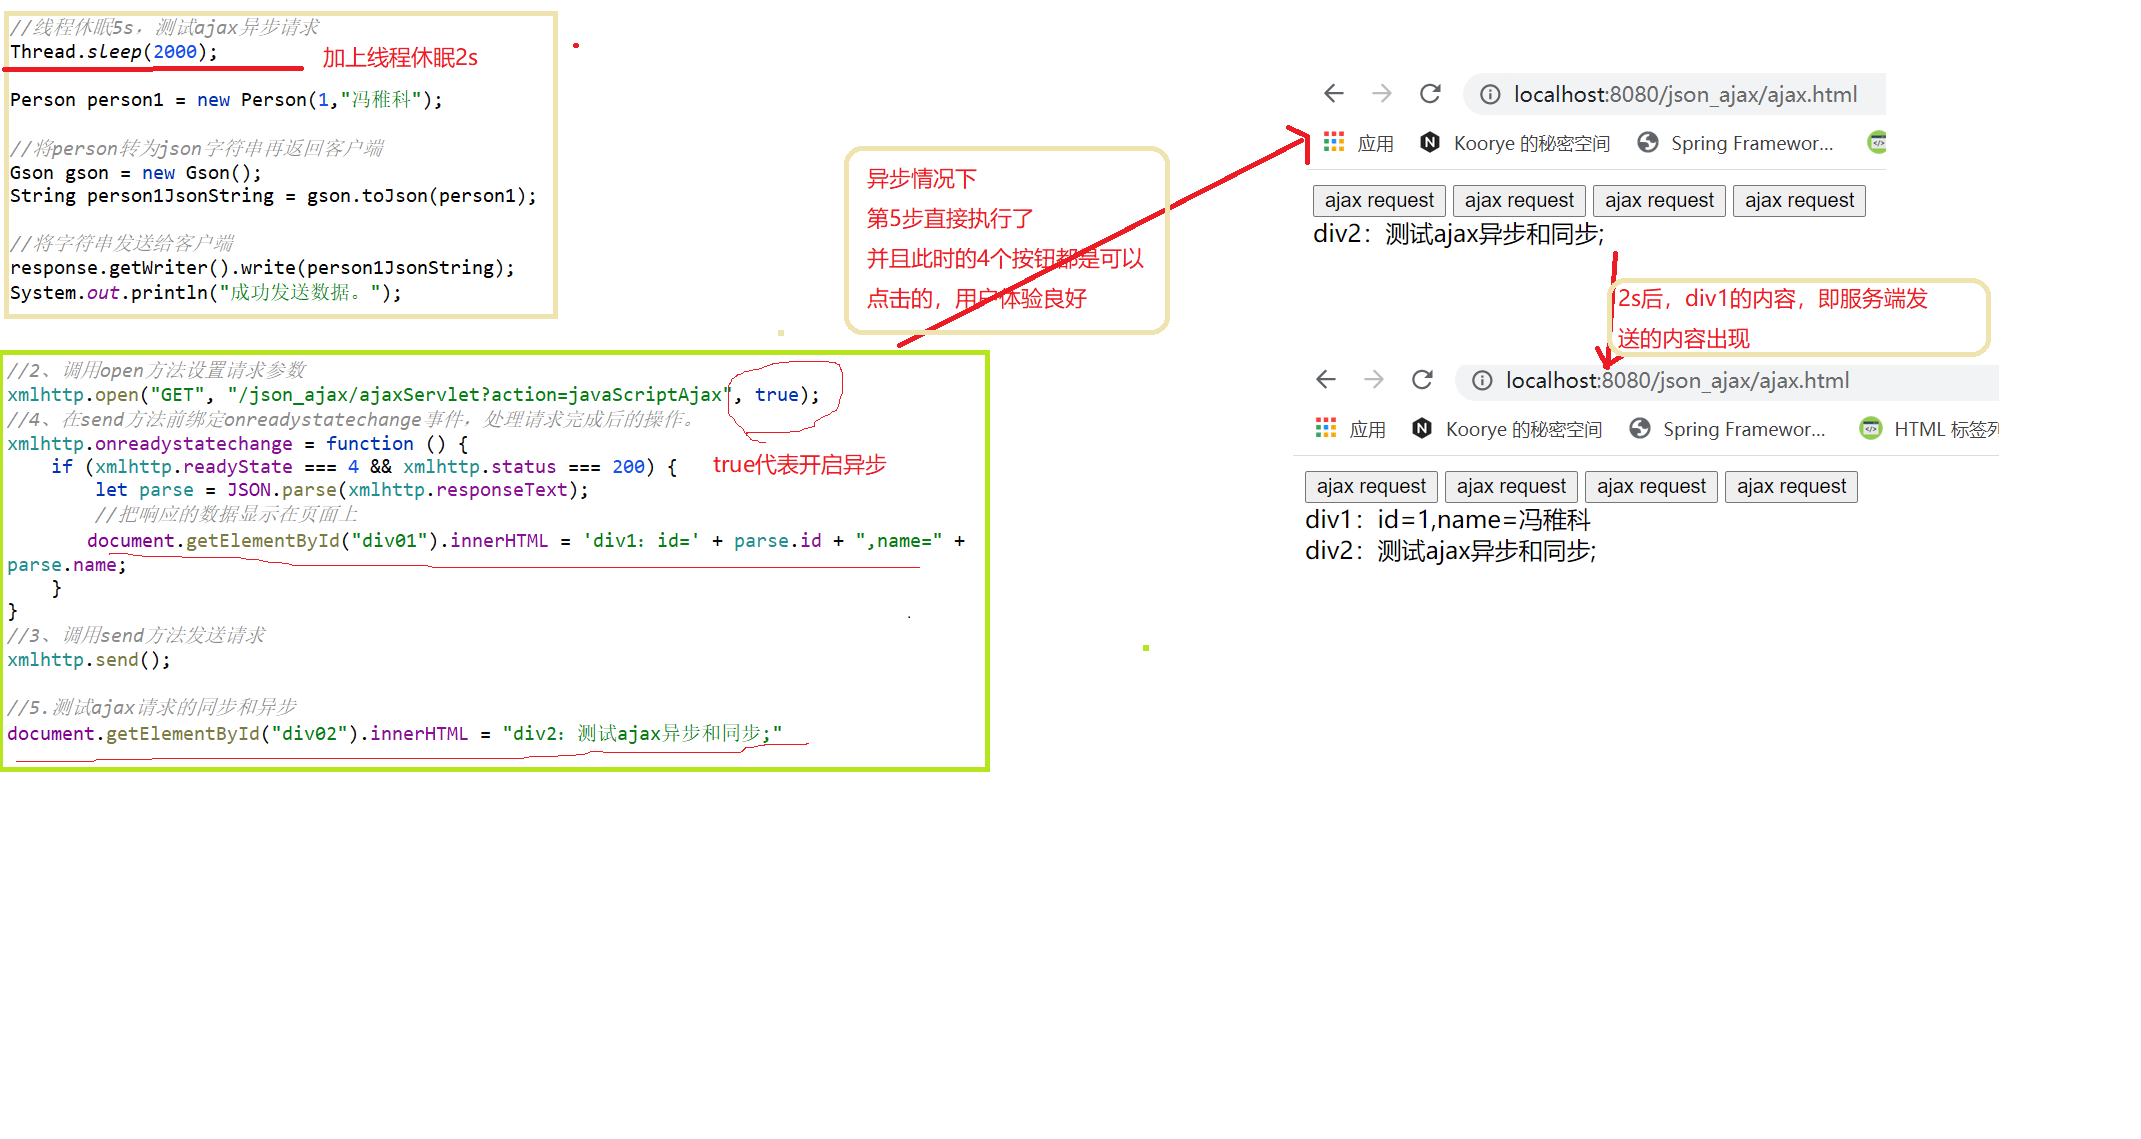 //线程休眠5s，测试ajax异步请求
Thread.sleep(2000);
加上线程休眠2s
Person person1 = new Person(1,"冯稚科");
//将person转为json字符串再返回客户端
Gson gson = new Gson();
String person1JsonString = gson.toJson(person1);
//将字符串发送给客户端
response.getWriter().write(person1JsonString);
System.out.println("成功发送数据。");
//2、调用open方法设置请求参数
xmlhttp.open("GET", "/json_ajax/ajaxServlet?action=javaScriptAjax", true);
//4、在send方法前绑定onreadystatechange事件，处理请求完成后的操作。
xmlhttp.onreadystatechange = function () {
if (xmlhttp.readyState === 4 && xmlhttp.status === 200) {
true代表开启异步
let parse = JSON.parse(xmlhttp.responseText);
//把响应的数据显示在页面上
document.getElementById("div01").innerHTML = 'div1：id=' + parse.id + ",name=" +
parse.name;
}
}
//3、调用send方法发送请求
xmlhttp.send();
//5.测试ajax请求的同步和异步
document.getElementById("div02").innerHTML = "div2：测试ajax异步和同步;"
异步情况下
第5步直接执行了
并且此时的4个按钮都是可以
点击的，用户体验良好
localhost:8080/json_ajax/ajax.html
应用 Koorye 的秘密空间 Spring Framewor...
ajax request ajax request ajax request ajax request
div2：测试ajax异步和同步;
2s后，div1的内容，即服务端发
送的内容出现
localhost:8080/json_ajax/ajax.html
应用 Koorye 的秘密空间 Spring Framewor... HTML 标签列
ajax request ajax request ajax request ajax request
div1：id=1,name=冯稚科
div2：测试ajax异步和同步;